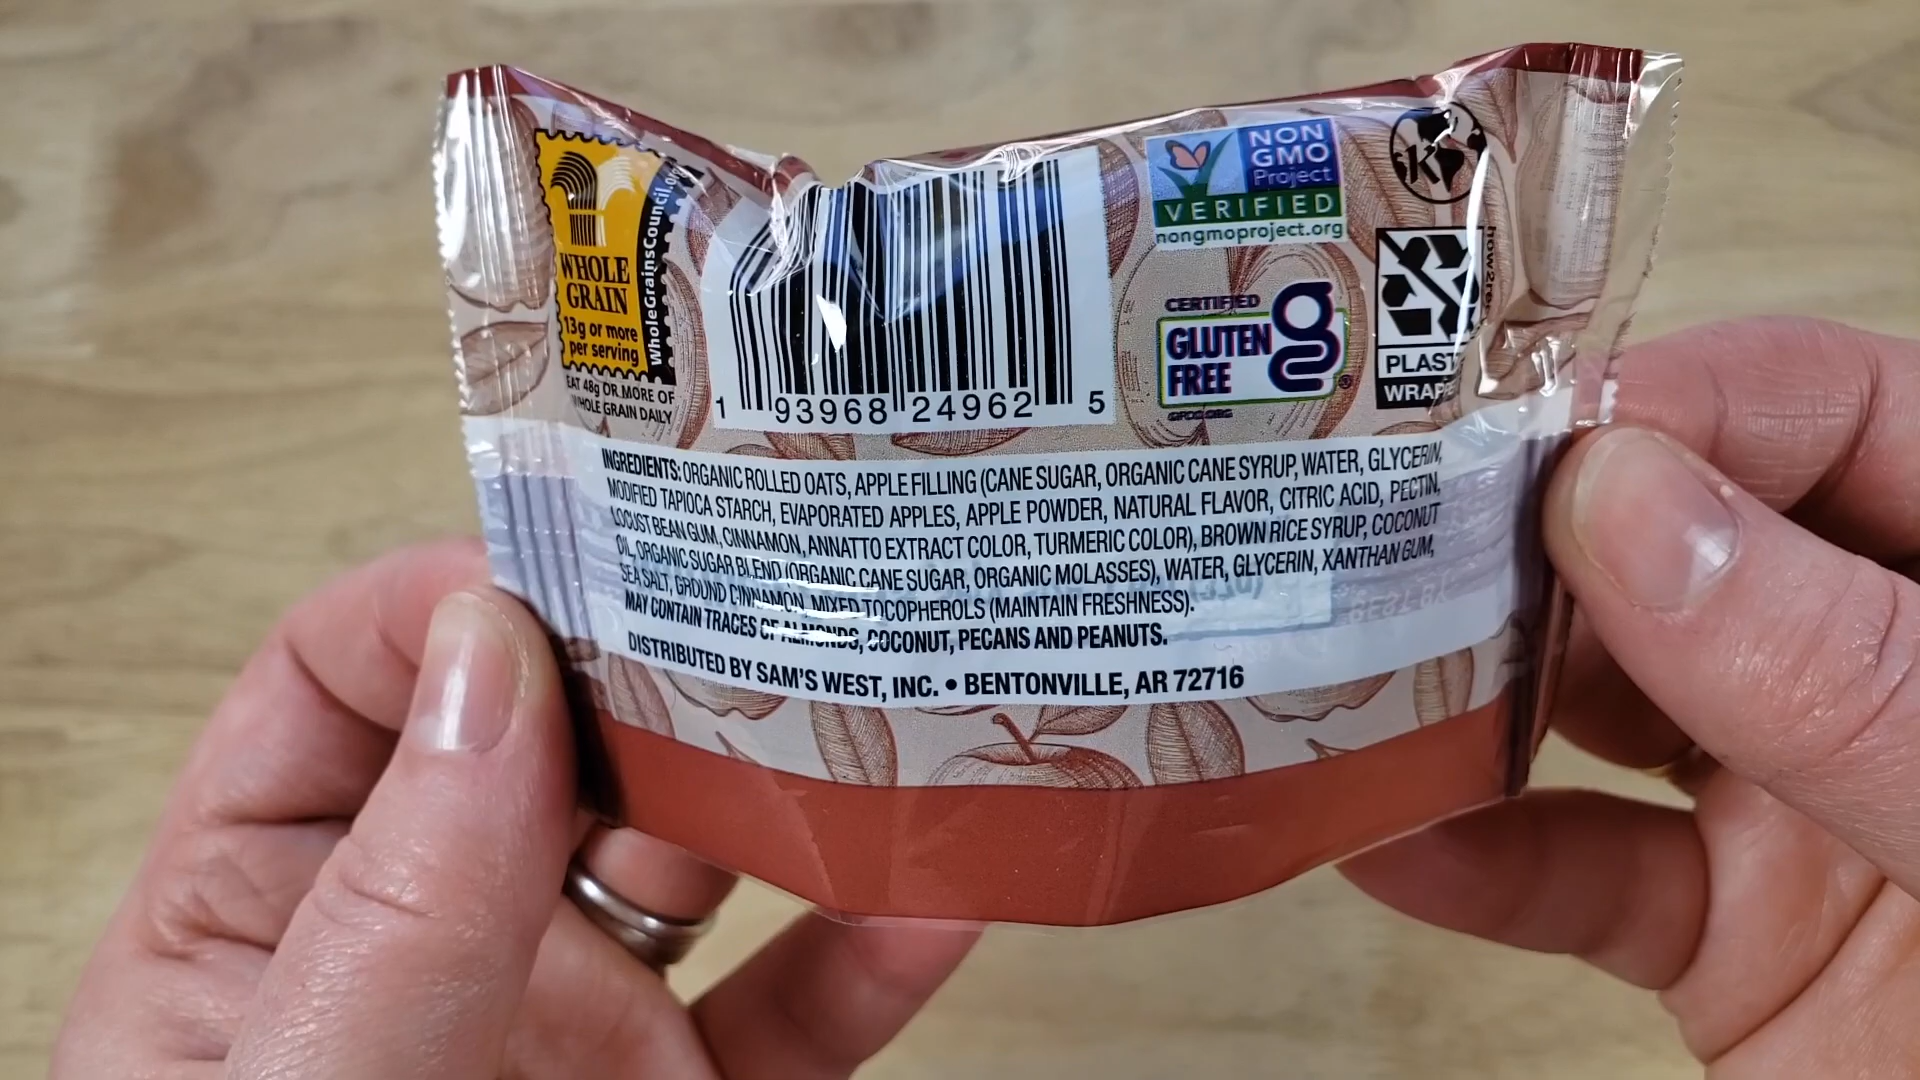 WHOLE
GRAIN
13g or more
per serving
WholeGrainsCouncil.org
EAT 48g OR MORE OF
WHOLE GRAIN DAILY
1 93968 24962 5
NON
GMO
Project
VERIFIED
nongmoproject.org
K
CERTIFIED
GLUTEN
FREE
GFCO.ORG
PLAST
WRAP
INGREDIENTS: ORGANIC ROLLED OATS, APPLE FILLING (CANE SUGAR, ORGANIC CANE SYRUP, WATER, GLYCERIN,
MODIFIED TAPIOCA STARCH, EVAPORATED APPLES, APPLE POWDER, NATURAL FLAVOR, CITRIC ACID, PECTIN,
LOCUST BEAN GUM, CINNAMON, ANNATTO EXTRACT COLOR, TURMERIC COLOR), BROWN RICE SYRUP, COCONUT
OIL, ORGANIC SUGAR BLEND (ORGANIC CANE SUGAR, ORGANIC MOLASSES), WATER, GLYCERIN, XANTHAN GUM,
SEA SALT, GROUND CINNAMON, MIXED TOCOPHEROLS (MAINTAIN FRESHNESS).
MAY CONTAIN TRACES OF ALMONDS, COCONUT, PECANS AND PEANUTS.
DISTRIBUTED BY SAM'S WEST, INC. • BENTONVILLE, AR 72716